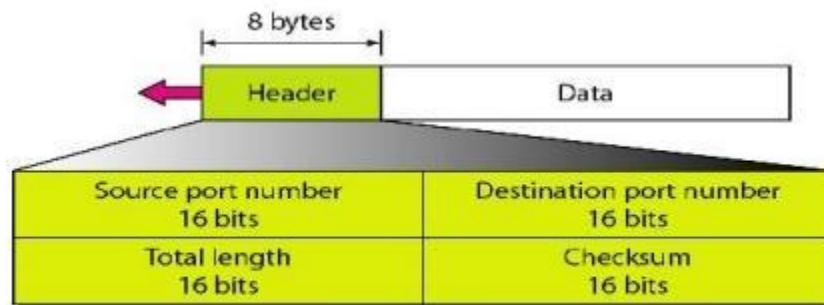 8 bytes
Header
Data
Source port number
16 bits
Destination port number
16 bits
Total length
16 bits
Checksum
16 bits